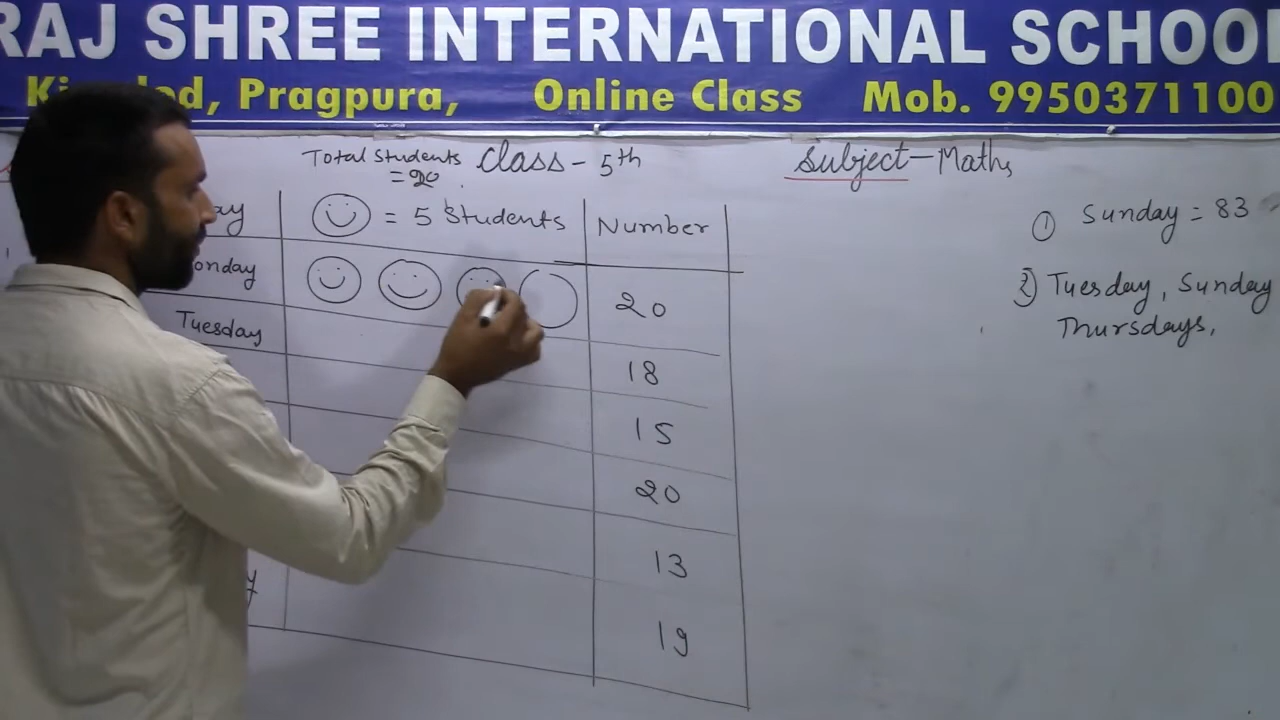 RAJ SHREE INTERNATIONAL SCHOOL
Pragpura, Online Class Mob. 9950371100
Total Students = 20
Class - 5th
Subject - Maths
= 5 Students Number
20
Tuesday 18
15
20
13
19
① Sunday = 83
2) Tuesday, Sunday
Thursdays,